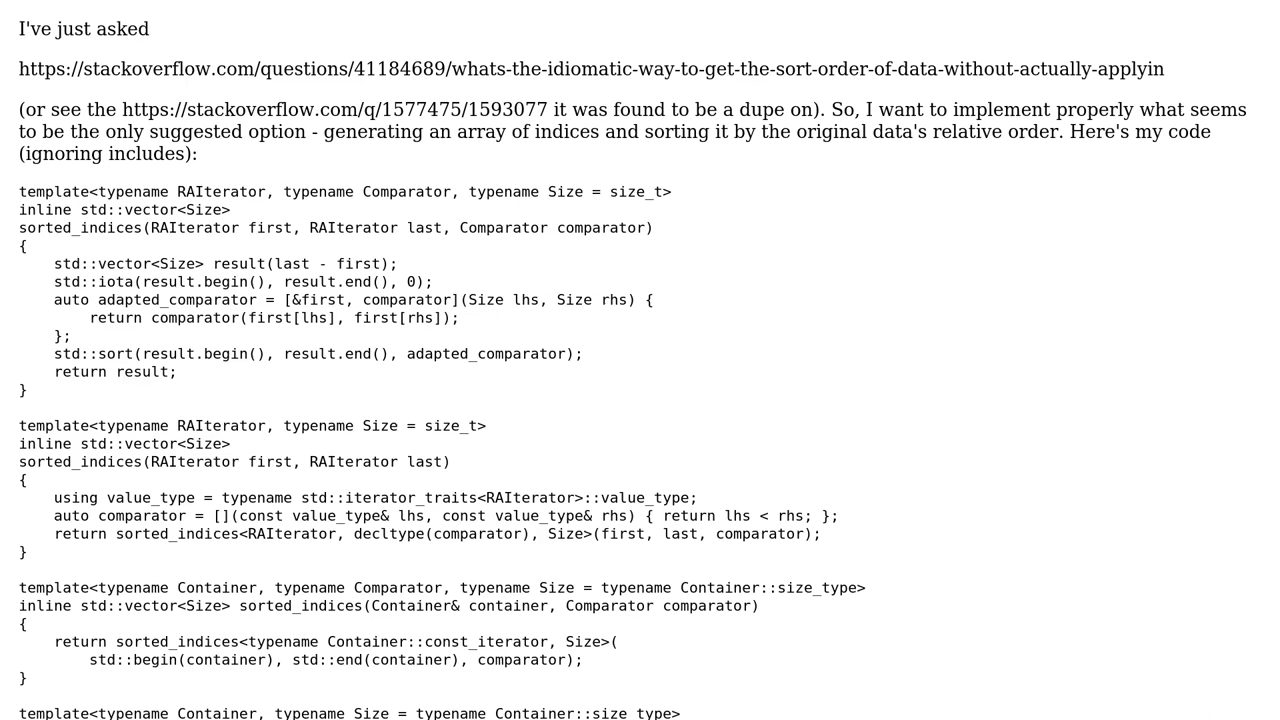 I've just asked
https://stackoverflow.com/questions/41184689/whats-the-idiomatic-way-to-get-the-sort-order-of-data-without-actually-applyin
(or see the https://stackoverflow.com/q/1577475/1593077 it was found to be a dupe on). So, I want to implement properly what seems
to be the only suggested option - generating an array of indices and sorting it by the original data's relative order. Here's my code
(ignoring includes):
template<typename RAIterator, typename Comparator, typename Size = size_t>
inline std::vector<Size>
sorted_indices(RAIterator first, RAIterator last, Comparator comparator)
{
    std::vector<Size> result(last - first);
    std::iota(result.begin(), result.end(), 0);
    auto adapted_comparator = [&first, comparator](Size lhs, Size rhs) {
        return comparator(first[lhs], first[rhs]);
    };
    std::sort(result.begin(), result.end(), adapted_comparator);
    return result;
}
template<typename RAIterator, typename Size = size_t>
inline std::vector<Size>
sorted_indices(RAIterator first, RAIterator last)
{
    using value_type = typename std::iterator_traits<RAIterator>::value_type;
    auto comparator = [](const value_type& lhs, const value_type& rhs) { return lhs < rhs; };
    return sorted_indices<RAIterator, decltype(comparator), Size>(first, last, comparator);
}
template<typename Container, typename Comparator, typename Size = typename Container::size_type>
inline std::vector<Size> sorted_indices(Container& container, Comparator comparator)
{
    return sorted_indices<typename Container::const_iterator, Size>(
        std::begin(container), std::end(container), comparator);
}
template<typename Container, typename Size = typename Container::size_type>